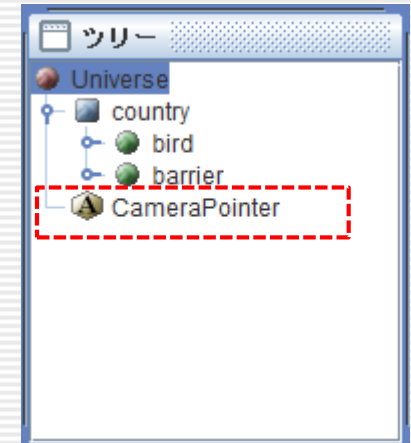 ツリー
Universe
country
bird
barrier
A CameraPointer